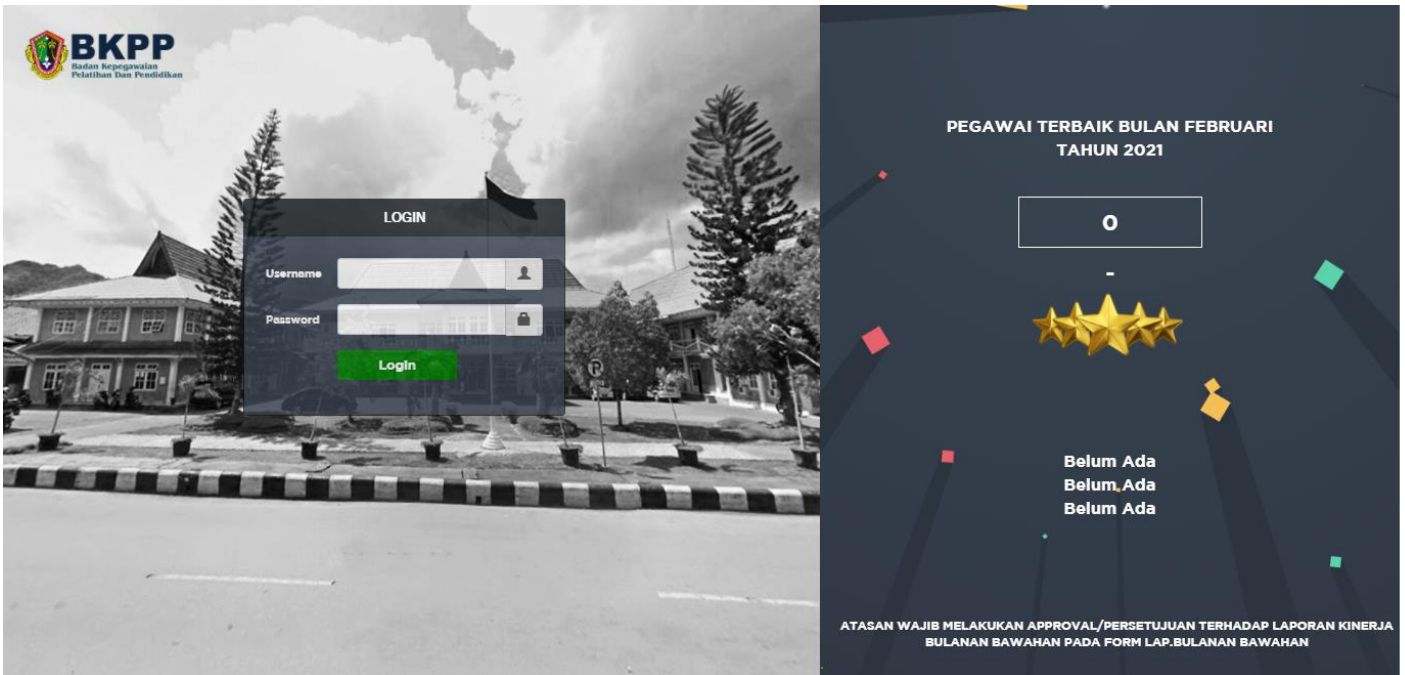 BKPP
Badan Kepegawaian
Pelatihan Dan Pendidikan
LOGIN
Username
Password
Login
P
PEGAWAI TERBAIK BULAN FEBRUARI
TAHUN 2021
0
-
Belum Ada
Belum Ada
Belum Ada
ATASAN WAJIB MELAKUKAN APPROVAL/PERSETUJUAN TERHADAP LAPORAN KINERJA
BULANAN BAWAHAN PADA FORM LAP.BULANAN BAWAHAN